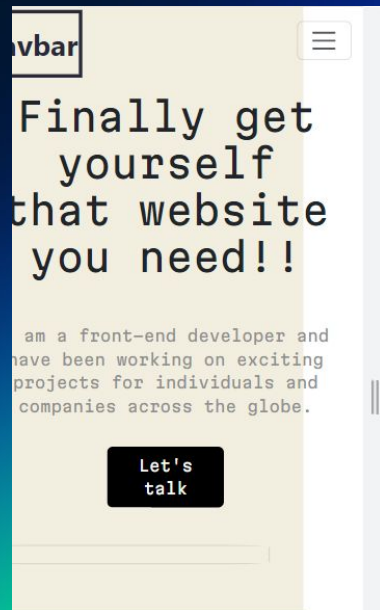 avbar
Finally get
yourself
that website
you need!!
am a front-end developer and
have been working on exciting
projects for individuals and
companies across the globe.
Let's
talk